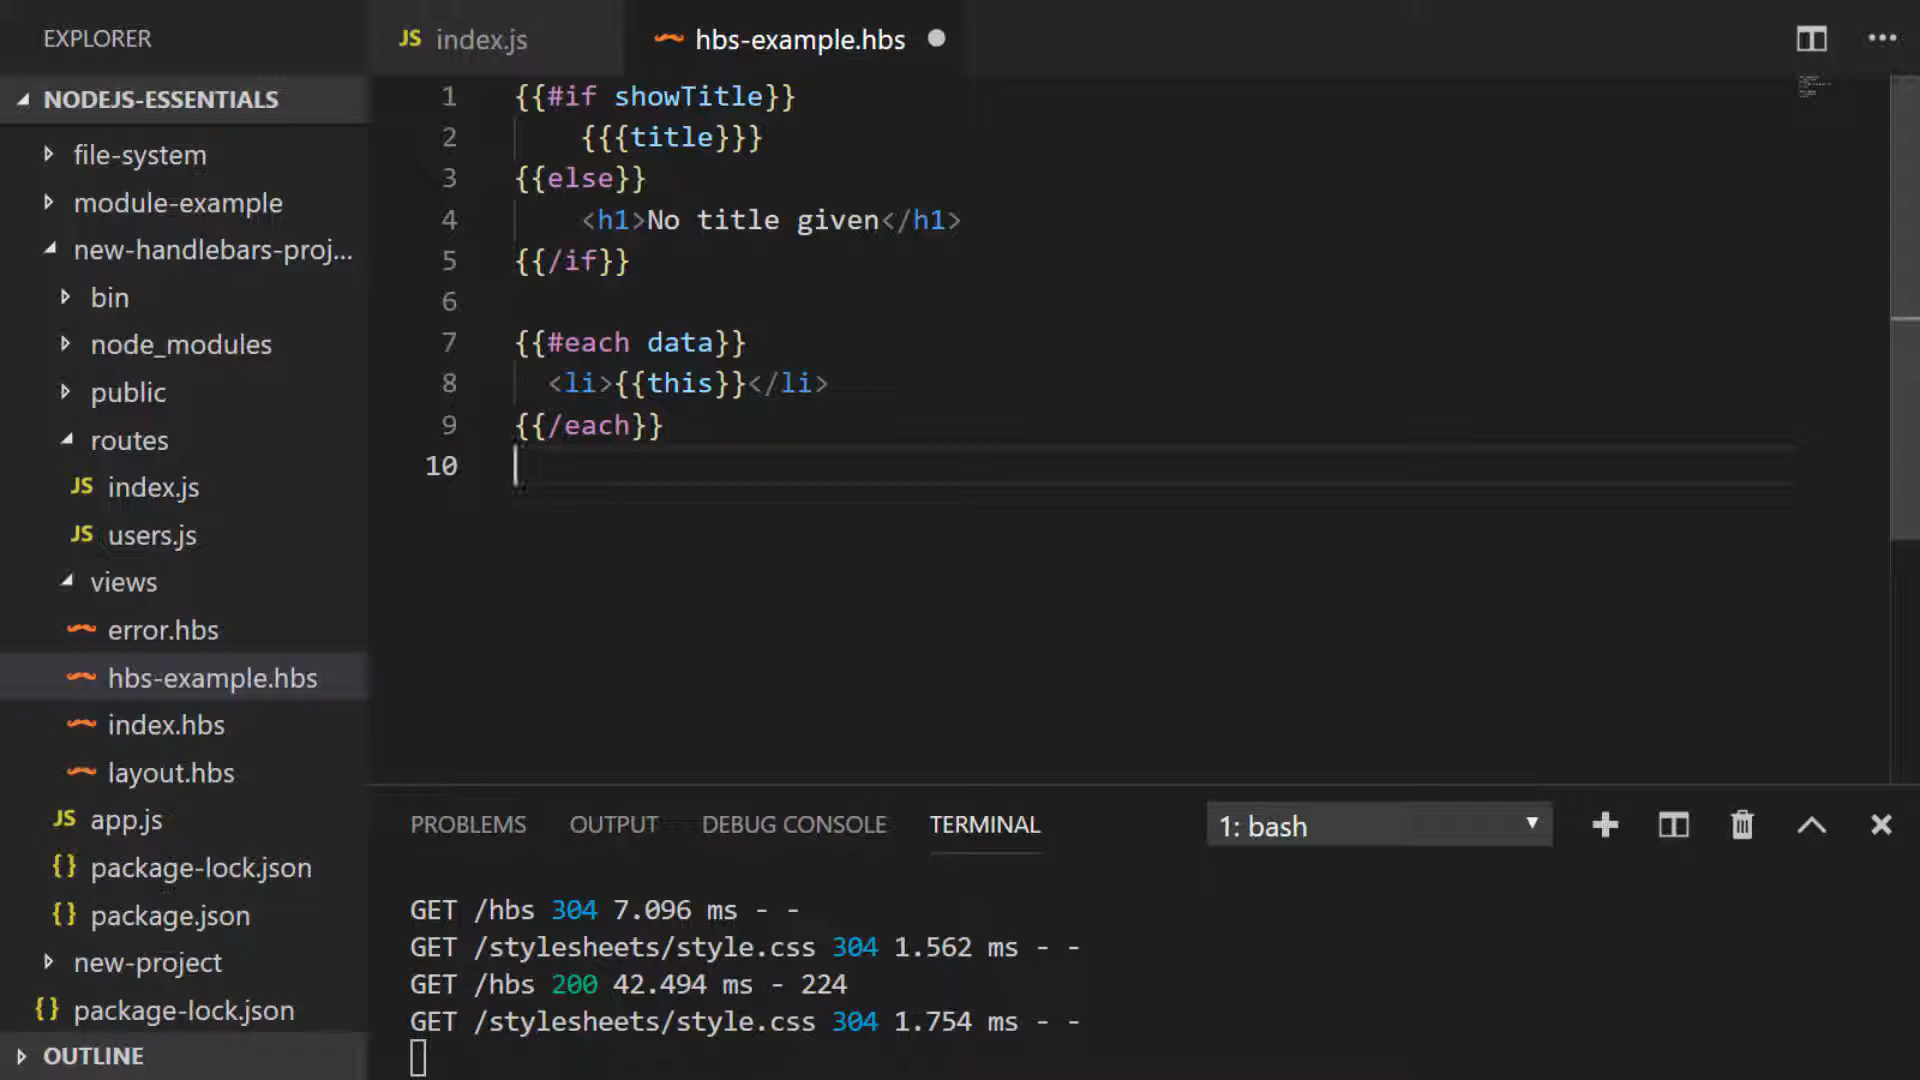 EXPLORER
NODEJS-ESSENTIALS
file-system
module-example
new-handlebars-proj...
bin
node_modules
public
routes
JS index.js
JS users.js
views
error.hbs
hbs-example.hbs
index.hbs
layout.hbs
JS app.js
{} package-lock.json
{} package.json
new-project
{} package-lock.json
OUTLINE
JS index.js
hbs-example.hbs
1 {{#if showTitle}}
2 {{{title}}}
3 {{else}}
4 <h1>No title given</h1>
5 {{/if}}
6
7 {{#each data}}
8 <li>{{this}}</li>
9 {{/each}}
10
PROBLEMS OUTPUT DEBUG CONSOLE TERMINAL
1: bash
GET /hbs 304 7.096 ms - -
GET /stylesheets/style.css 304 1.562 ms - -
GET /hbs 200 42.494 ms - 224
GET /stylesheets/style.css 304 1.754 ms - -